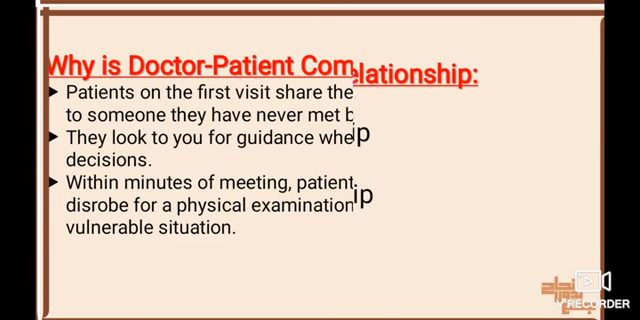 Why is Doctor-Patient Com
elationship:
Patients on the first visit share the
to someone they have never met b
They look to you for guidance whe
ip
decisions.
Within minutes of meeting, patient
ip
disrobe for a physical examination
vulnerable situation.
RECORDER